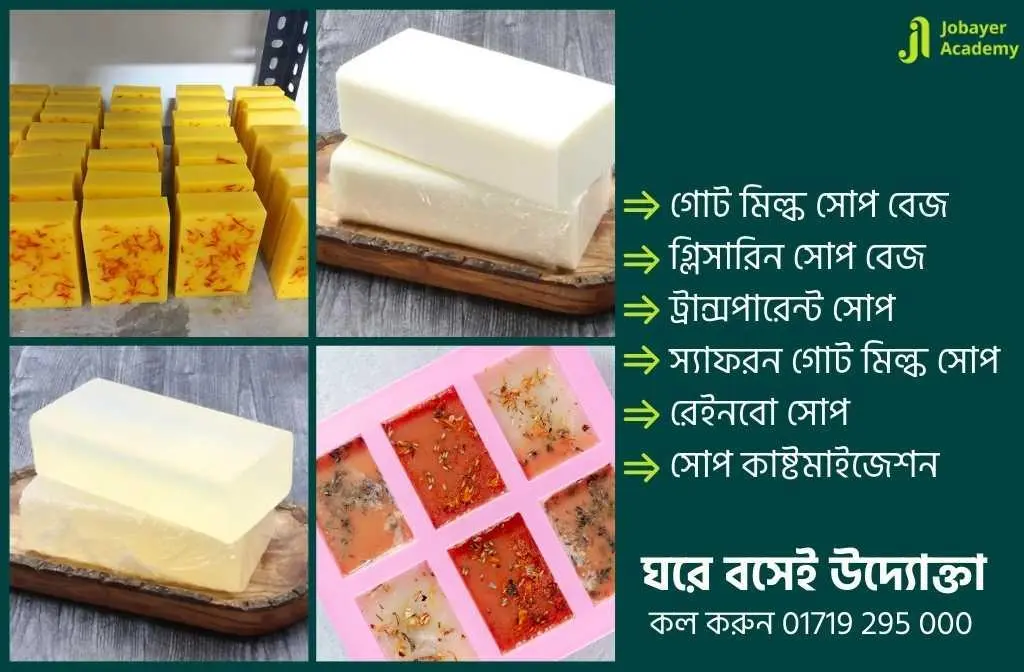 Jobayer
Academy
⇒ গোট মিল্ক সোপ বেজ
⇒ গ্লিসারিন সোপ বেজ
⇒ ট্রান্সপারেন্ট সোপ
⇒ স্যাফরন গোট মিল্ক সোপ
⇒ রেইনবো সোপ
⇒ সোপ কাষ্টমাইজেশন
ঘরে বসেই উদ্যোক্তা
কল করুন 01719 295 000